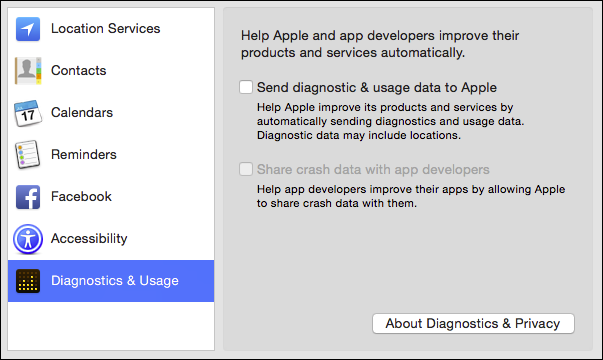 Location Services
Contacts
17
Calendars
Reminders
Facebook
Accessibility
Diagnostics & Usage
Help Apple and app developers improve their
products and services automatically.
Send diagnostic & usage data to Apple
Help Apple improve its products and services by
automatically sending diagnostics and usage data.
Diagnostic data may include locations.
Share crash data with app developers
Help app developers improve their apps by allowing Apple
to share crash data with them.
About Diagnostics & Privacy